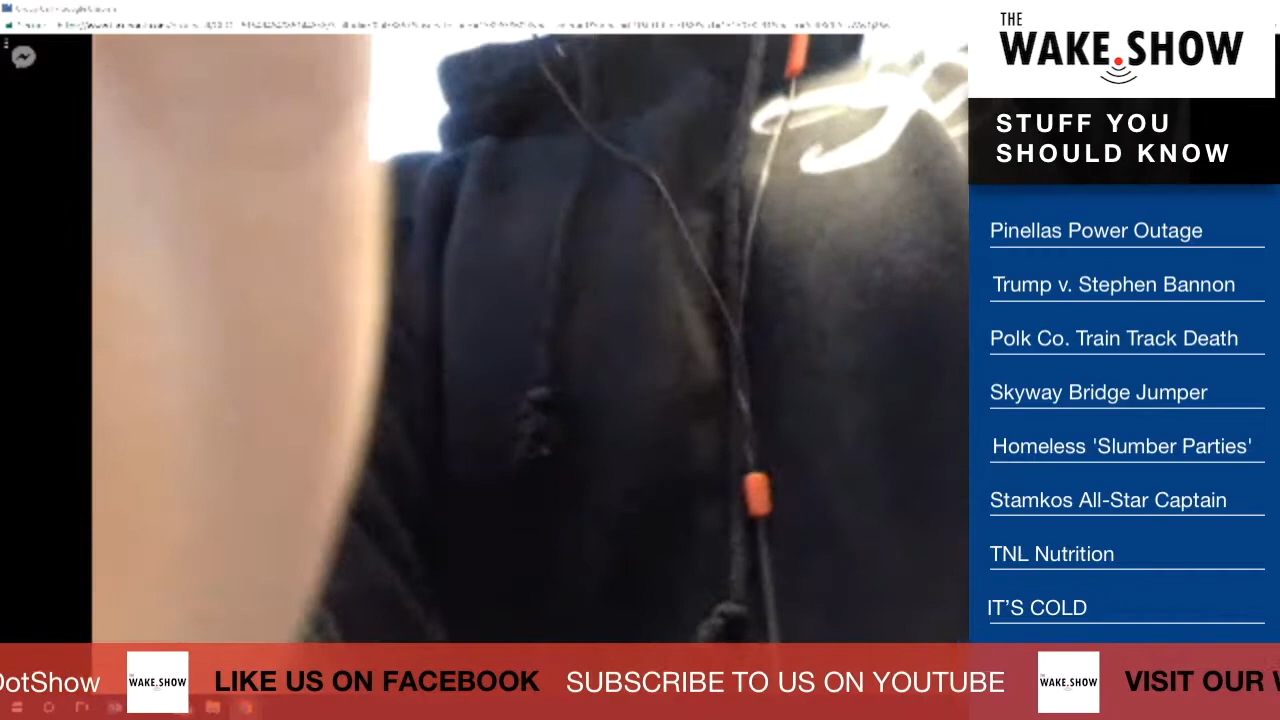 THE
WAKE.SHOW
STUFF YOU
SHOULD KNOW
Pinellas Power Outage
Trump v. Stephen Bannon
Polk Co. Train Track Death
Skyway Bridge Jumper
Homeless 'Slumber Parties'
Stamkos All-Star Captain
TNL Nutrition
IT'S COLD
DotShow THE WAKE.SHOW LIKE US ON FACEBOOK SUBSCRIBE TO US ON YOUTUBE THE WAKE.SHOW VISIT OUR